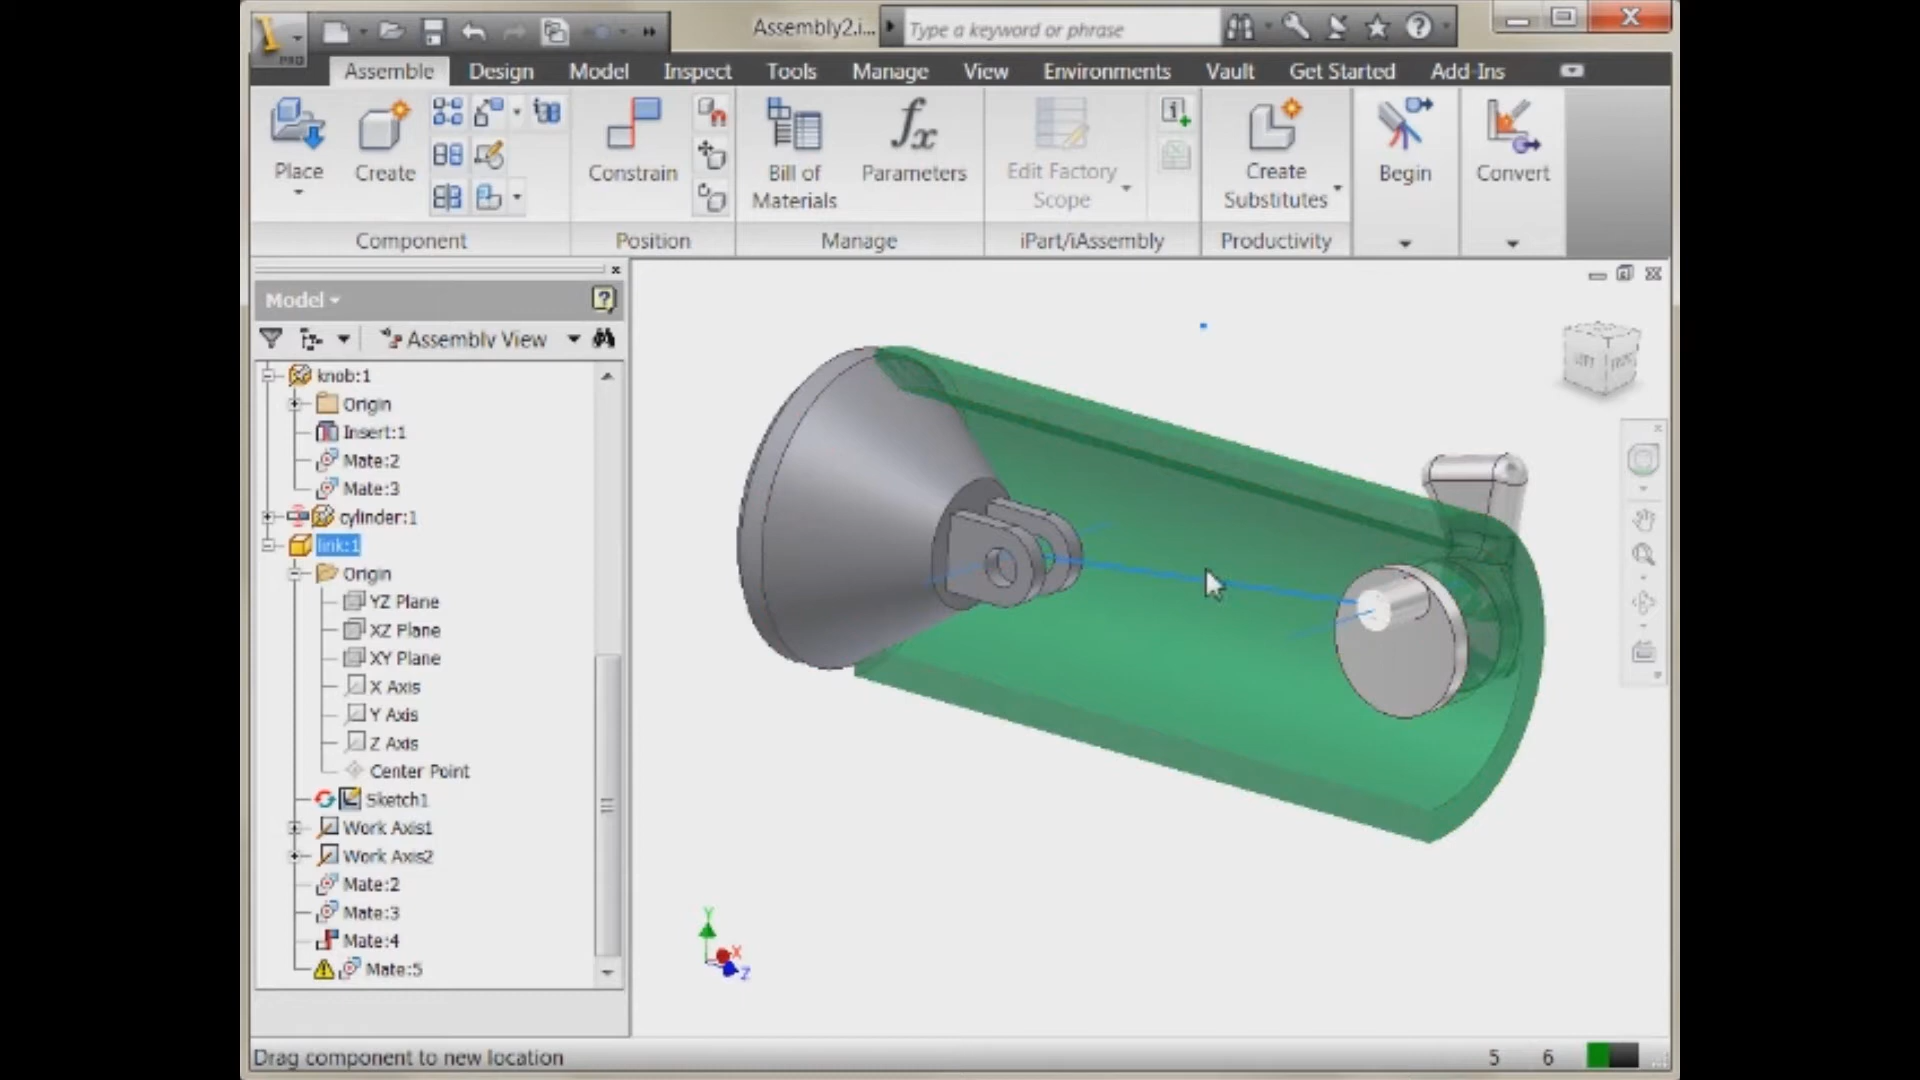 PRO
Assembly2.i...
Type a keyword or phrase
Assemble Design Model Inspect Tools Manage View Environments Vault Get Started Add-Ins
Place
Create
Component
Constrain
Position
Bill of
Materials
fx
Parameters
Manage
Edit Factory
Scope
iPart/iAssembly
Create
Substitutes
Productivity
Begin
Convert
Model
Assembly View
knob:1
Origin
Insert:1
Mate:2
Mate:3
cylinder:1
link:1
Origin
YZ Plane
XZ Plane
XY Plane
X Axis
Y Axis
Z Axis
Center Point
Sketch1
Work Axis1
Work Axis2
Mate:2
Mate:3
Mate:4
Mate:5
Y
X
Z
Drag component to new location
5 6